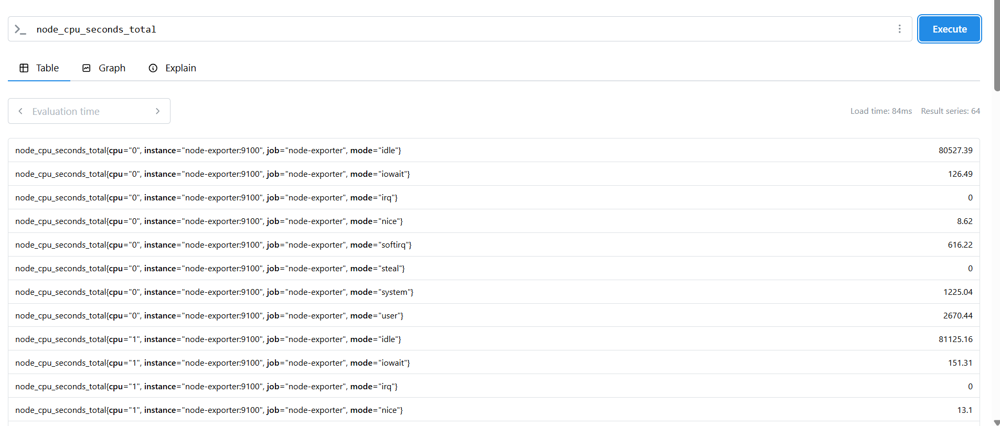 node_cpu_seconds_total
Execute
Table Graph Explain
Evaluation time
Load time: 84ms Result series: 64
node_cpu_seconds_total{cpu="0", instance="node-exporter:9100", job="node-exporter", mode="idle"} 80527.39
node_cpu_seconds_total{cpu="0", instance="node-exporter:9100", job="node-exporter", mode="iowait"} 126.49
node_cpu_seconds_total{cpu="0", instance="node-exporter:9100", job="node-exporter", mode="irq"} 0
node_cpu_seconds_total{cpu="0", instance="node-exporter:9100", job="node-exporter", mode="nice"} 8.62
node_cpu_seconds_total{cpu="0", instance="node-exporter:9100", job="node-exporter", mode="softirq"} 616.22
node_cpu_seconds_total{cpu="0", instance="node-exporter:9100", job="node-exporter", mode="steal"} 0
node_cpu_seconds_total{cpu="0", instance="node-exporter:9100", job="node-exporter", mode="system"} 1225.04
node_cpu_seconds_total{cpu="0", instance="node-exporter:9100", job="node-exporter", mode="user"} 2670.44
node_cpu_seconds_total{cpu="1", instance="node-exporter:9100", job="node-exporter", mode="idle"} 81125.16
node_cpu_seconds_total{cpu="1", instance="node-exporter:9100", job="node-exporter", mode="iowait"} 151.31
node_cpu_seconds_total{cpu="1", instance="node-exporter:9100", job="node-exporter", mode="irq"} 0
node_cpu_seconds_total{cpu="1", instance="node-exporter:9100", job="node-exporter", mode="nice"} 13.1